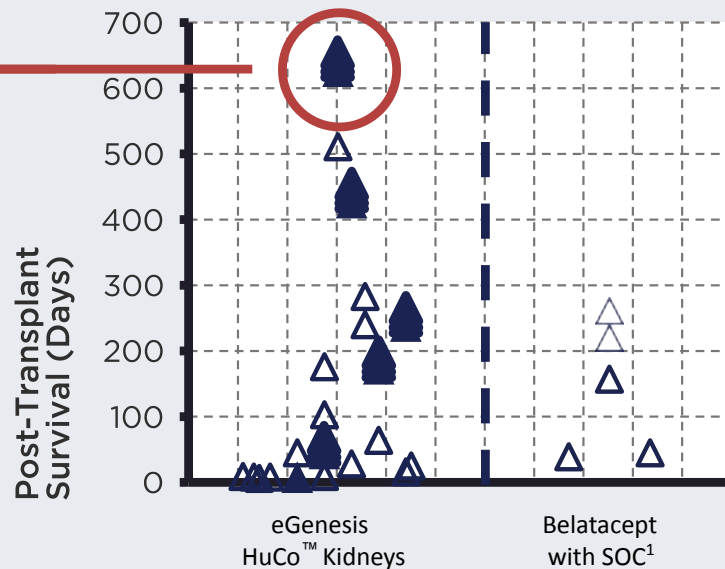 Post-Transplant
Survival (Days)
700
600
500
400
300
200
100
0
eGenesis
HuCo™ Kidneys
Belatacept
with SOC¹